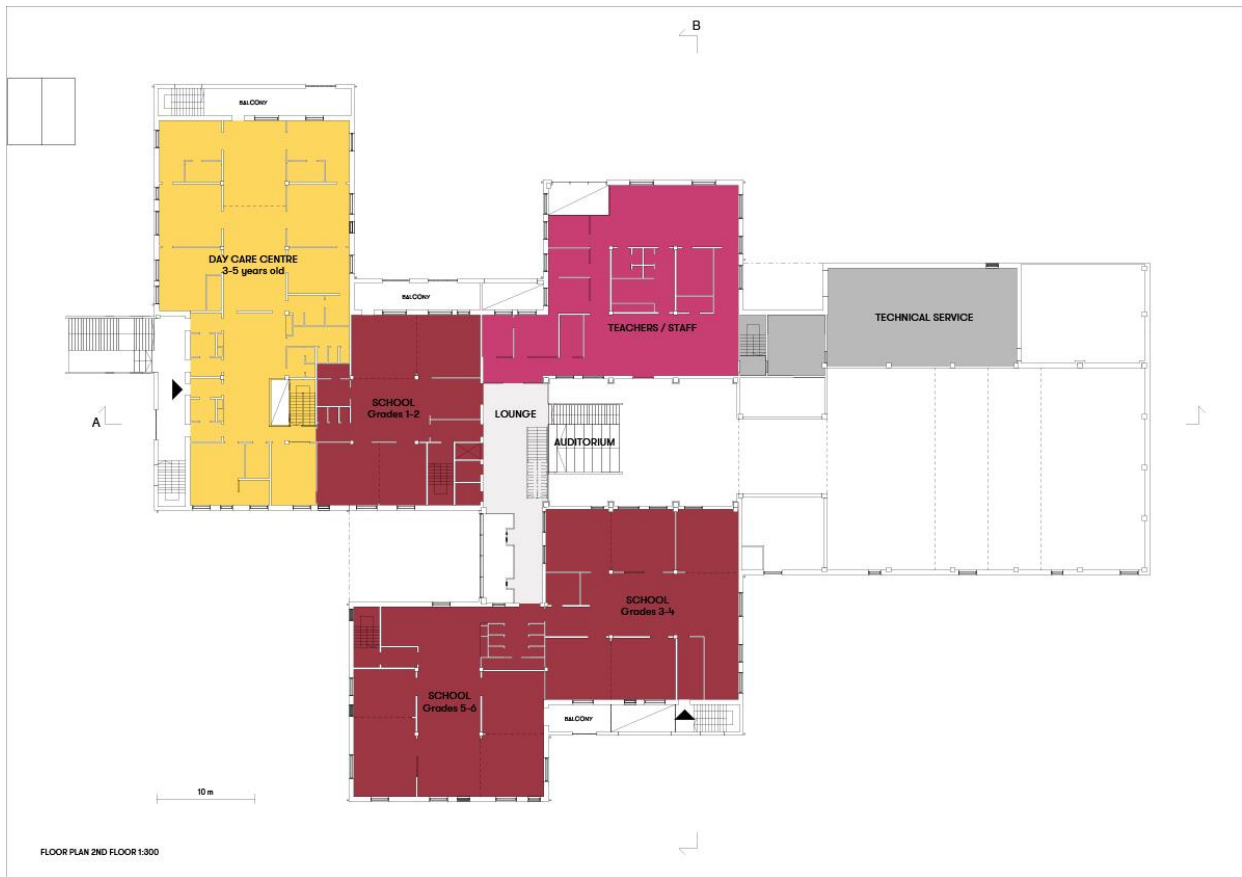 B
BALCONY
DAY CARE CENTRE
3-5 years old
BALCONY
TECHNICAL SERVICE
TEACHERS / STAFF
SCHOOL
Grades 1-2
LOUNGE
A
AUDITORIUM
SCHOOL
Grades 3-4
SCHOOL
Grades 5-6
BALCONY
10 m
FLOOR PLAN 2ND FLOOR 1:300